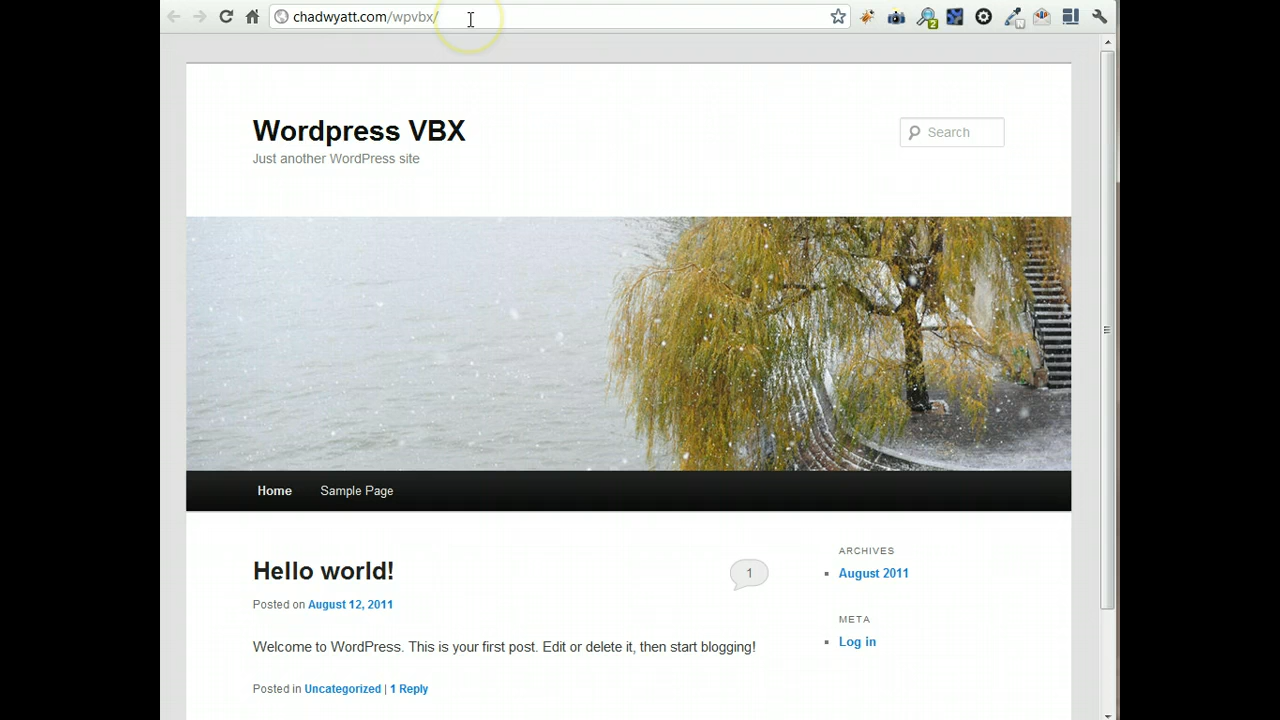 chadwyatt.com/wpvbx/
2
N
Wordpress VBX
Just another WordPress site
Search
Home
Sample Page
Hello world!
1
Posted on August 12, 2011
Welcome to WordPress. This is your first post. Edit or delete it, then start blogging!
Posted in Uncategorized | 1 Reply
ARCHIVES
August 2011
META
Log in